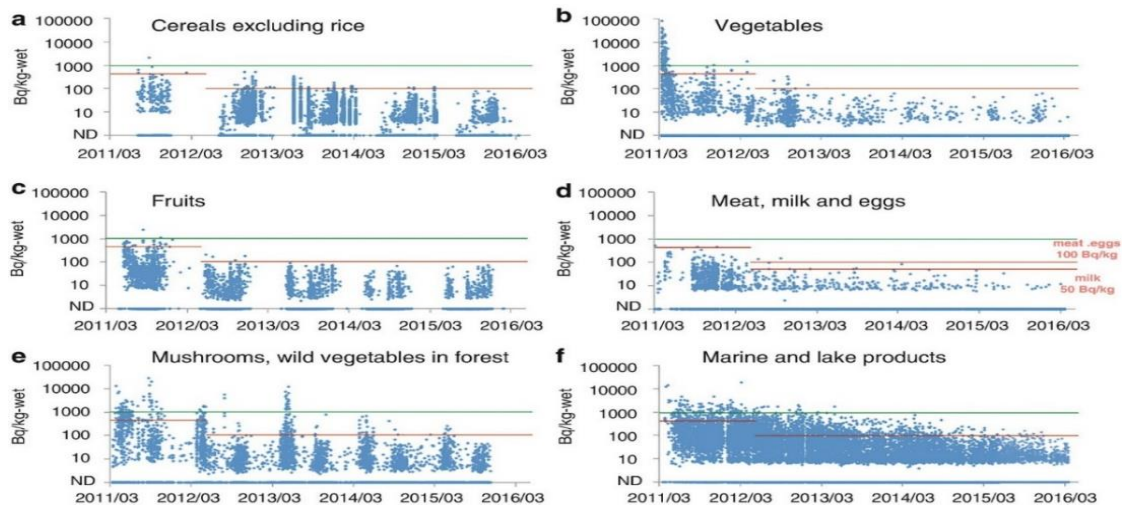 a Cereals excluding rice
Bq/kg-wet
100000
10000
1000
100
10
ND
2011/03 2012/03 2013/03 2014/03 2015/03 2016/03
b Vegetables
Bq/kg-wet
100000
10000
1000
100
10
ND
2011/03 2012/03 2013/03 2014/03 2015/03 2016/03
c Fruits
Bq/kg-wet
100000
10000
1000
100
10
ND
2011/03 2012/03 2013/03 2014/03 2015/03 2016/03
d Meat, milk and eggs
Bq/kg-wet
100000
10000
1000
100
10
ND
meat .eggs
100 Bq/kg
milk
50 Bq/kg
2011/03 2012/03 2013/03 2014/03 2015/03 2016/03
e Mushrooms, wild vegetables in forest
Bq/kg-wet
100000
10000
1000
100
10
ND
2011/03 2012/03 2013/03 2014/03 2015/03 2016/03
f Marine and lake products
Bq/kg-wet
100000
10000
1000
100
10
ND
2011/03 2012/03 2013/03 2014/03 2015/03 2016/03